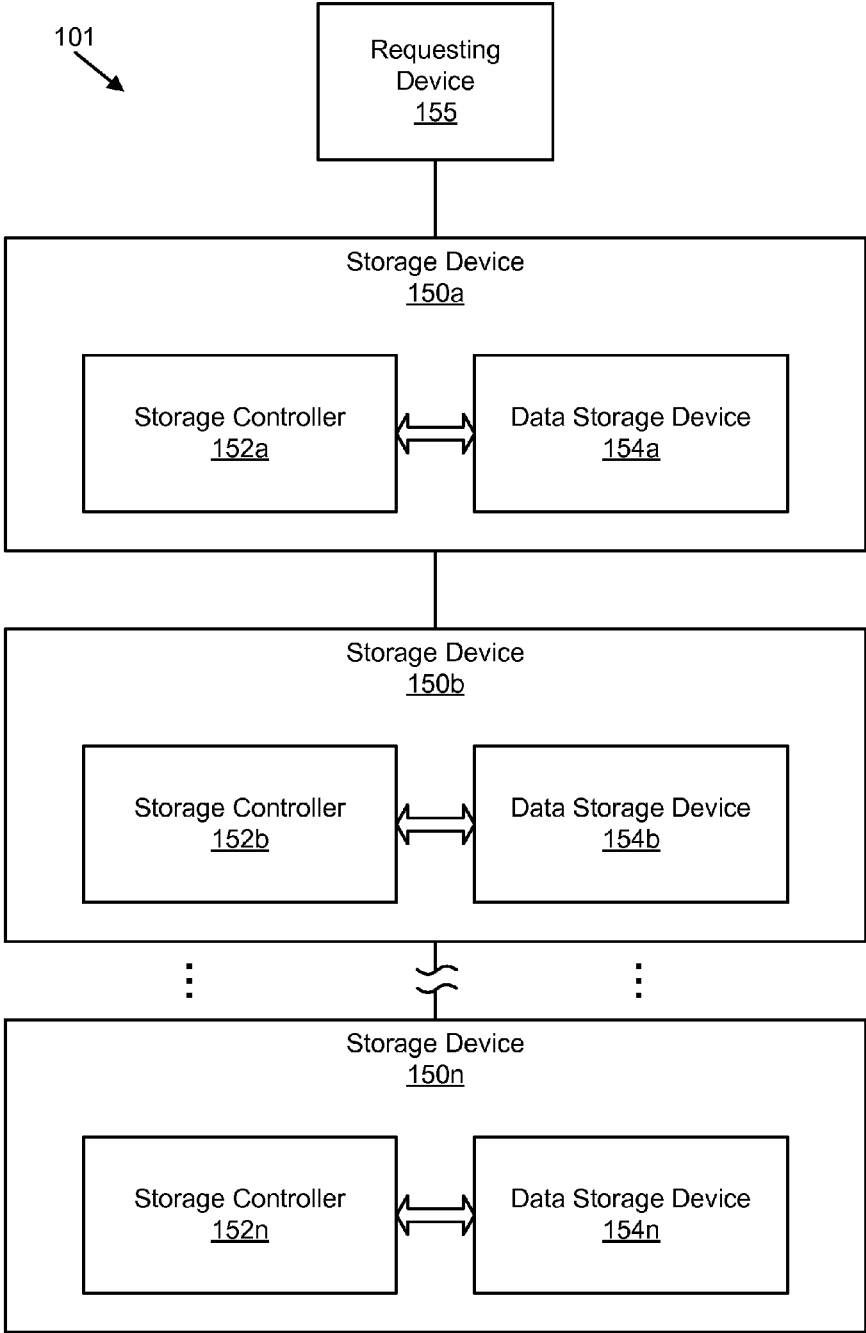 101
Requesting
Device
155
Storage Device
150a
Storage Controller
152a
Data Storage Device
154a
Storage Device
150b
Storage Controller
152b
Data Storage Device
154b
Storage Device
150n
Storage Controller
152n
Data Storage Device
154n